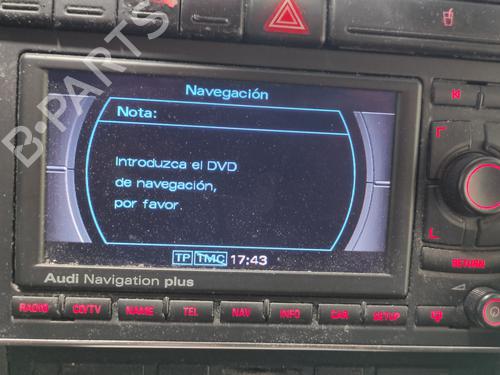 B-PARTS
Navegación
Nota:
Introduzca el DVD
de navegación,
por favor.
TP TMC 17:43
Audi Navigation plus
RETURN
RADIO CD/TV NAME TEL NAV INFO CAR SETUP